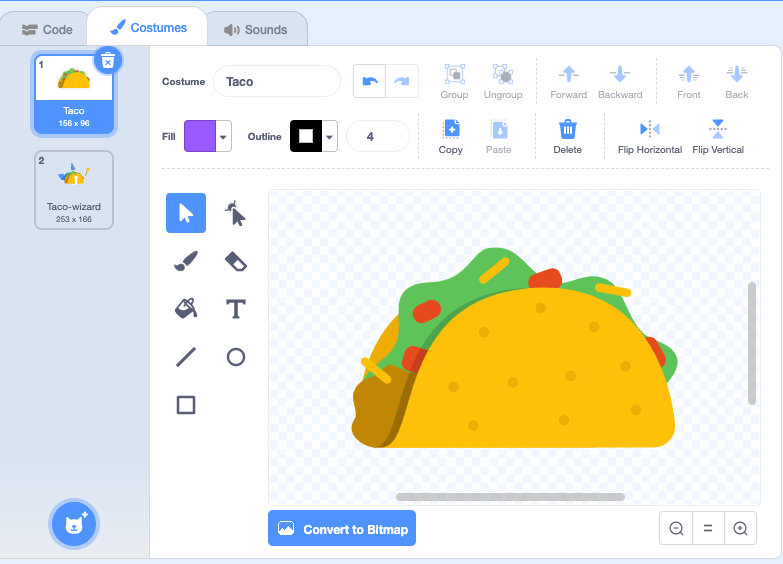 Code
Costumes
Sounds
1
Taco
156 x 96
2
Taco-wizard
253 x 166
Costume
Taco
Group
Ungroup
Forward
Backward
Front
Back
Fill
Outline
4
Copy
Paste
Delete
Flip Horizontal
Flip Vertical
T
Convert to Bitmap